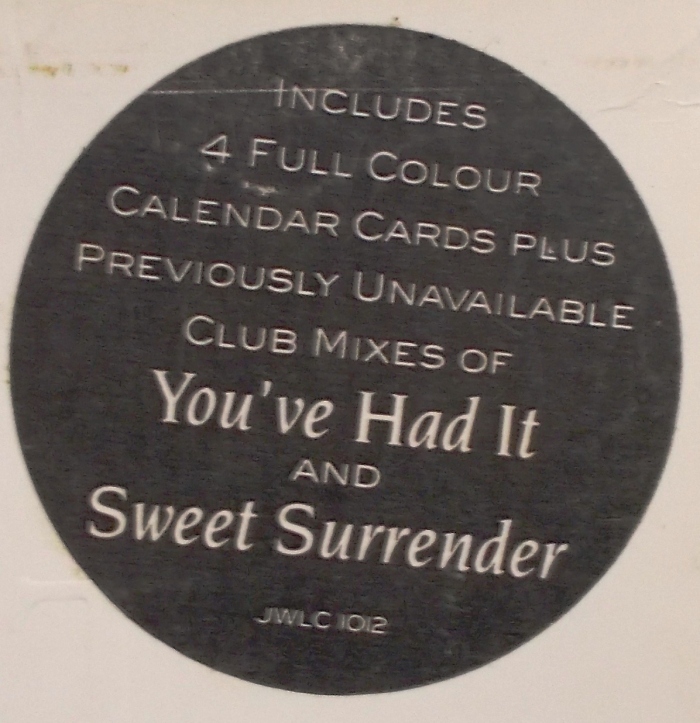 INCLUDES
4 FULL COLOUR
CALENDAR CARDS PLUS
PREVIOUSLY UNAVAILABLE
CLUB MIXES OF
You've Had It
AND
Sweet Surrender
JWLC 1012